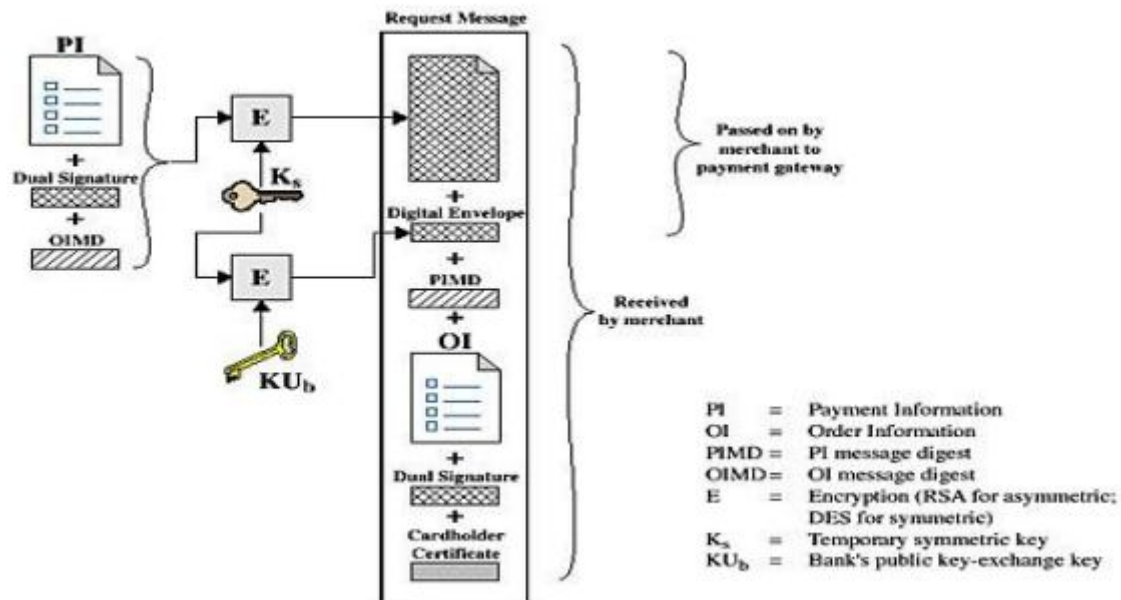 Request Message
PI
+
Dual Signature
+
OIMD
E
Ks
E
KUb
+
Digital Envelope
+
PIMD
+
OI
+
Dual Signature
+
Cardholder
Certificate
Passed on by
merchant to
payment gateway
Received
by merchant
PI = Payment Information
OI = Order Information
PIMD = PI message digest
OIMD = OI message digest
E = Encryption (RSA for asymmetric;
DES for symmetric)
Ks = Temporary symmetric key
KUb = Bank's public key-exchange key